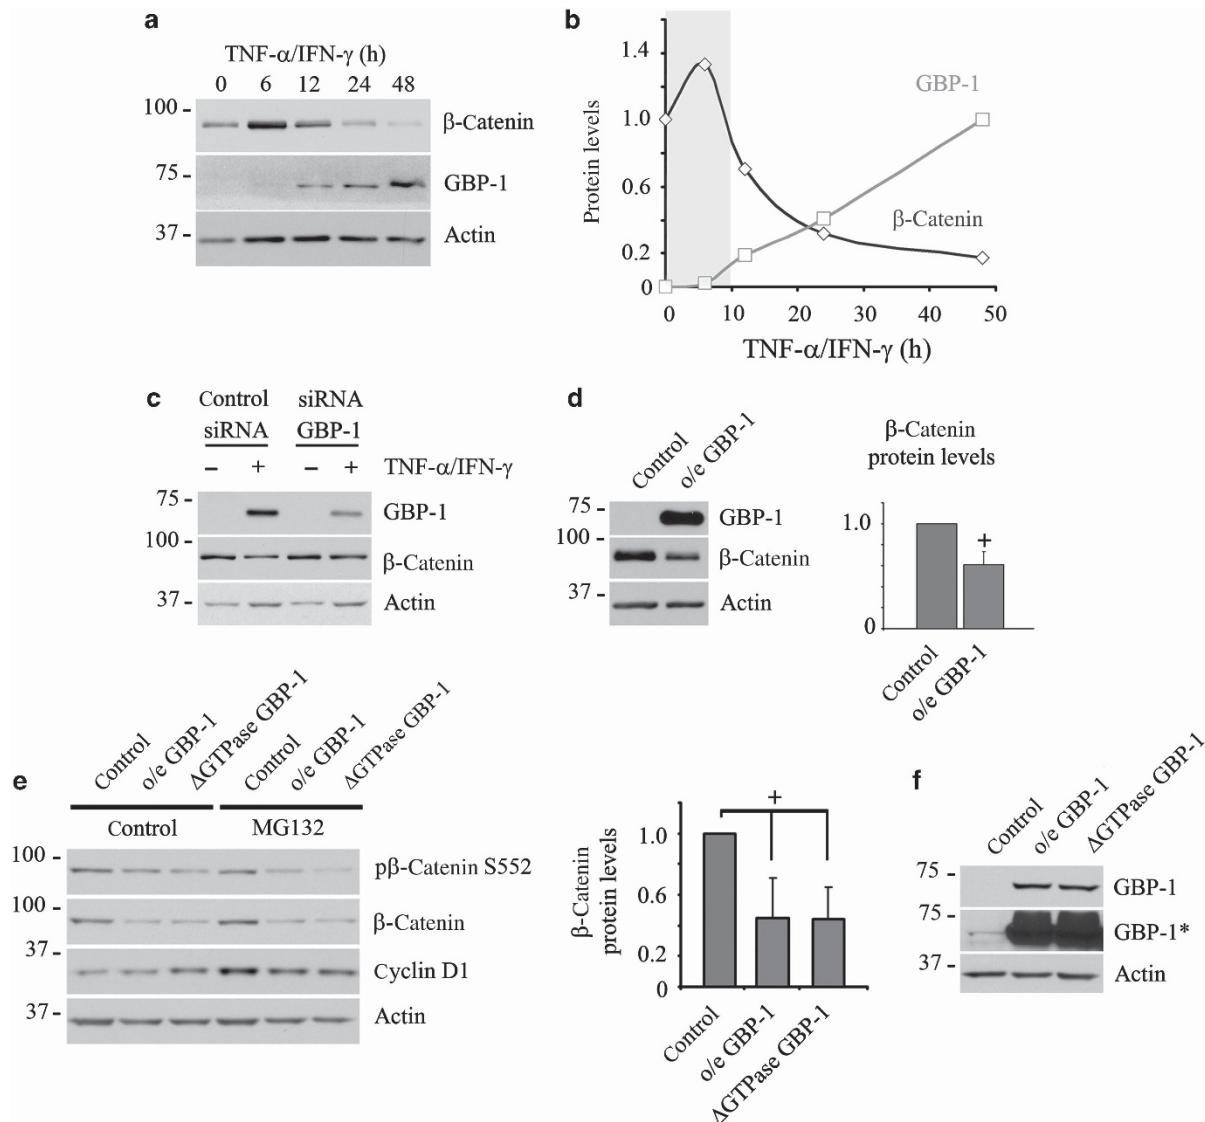 a
TNF-α/IFN-γ (h)
0 6 12 24 48
100
β-Catenin
75
GBP-1
37
Actin
b
Protein levels
1.4
1.0
0.6
0.2
0
GBP-1
β-Catenin
0 10 20 30 40 50
TNF-α/IFN-γ (h)
c
Control siRNA
siRNA GBP-1
– + – + TNF-α/IFN-γ
75
GBP-1
100
β-Catenin
37
Actin
d
Control
o/e GBP-1
75
GBP-1
100
β-Catenin
37
Actin
β-Catenin
protein levels
1.0
+
0
Control
o/e GBP-1
e
Control
o/e GBP-1
ΔGTPase GBP-1
Control
o/e GBP-1
ΔGTPase GBP-1
Control MG132
100
pβ-Catenin S552
100
β-Catenin
37
Cyclin D1
37
Actin
β-Catenin
protein levels
+
1.0
0.6
0.2
0
Control
o/e GBP-1
ΔGTPase GBP-1
f
Control
o/e GBP-1
ΔGTPase GBP-1
75
GBP-1
75
GBP-1*
37
Actin